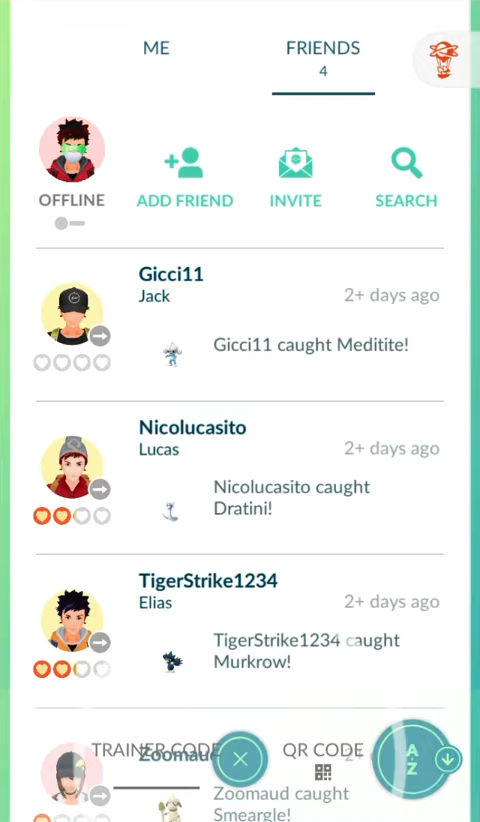 ME
FRIENDS
4
OFFLINE
ADD FRIEND
INVITE
SEARCH
Gicci11
Jack
2+ days ago
Gicci11 caught Meditite!
Nicolucasito
Lucas
2+ days ago
Nicolucasito caught
Dratini!
TigerStrike1234
Elias
2+ days ago
TigerStrike1234 caught
Murkrow!
TRAINER CODE
QR CODE
Zoomaud
2+
A-Z
Zoomaud caught
Smeargle!